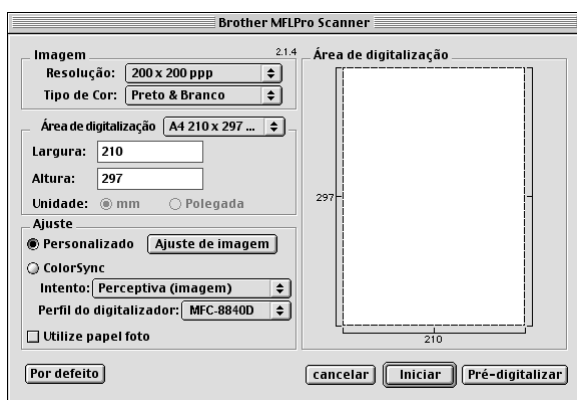 Brother MFLPro Scanner
Imagem
2.1.4
Resolução: 200 x 200 ppp
Tipo de Cor: Preto & Branco
Área de digitalização A4 210 x 297 ...
Largura: 210
Altura: 297
Unidade: mm Polegada
Ajuste
Personalizado Ajuste de imagem
ColorSync
Intento: Perceptiva (imagem)
Perfil do digitalizador: MFC-8840D
Utilize papel foto
Área de digitalização
297
210
Por defeito cancelar Iniciar Pré-digitalizar